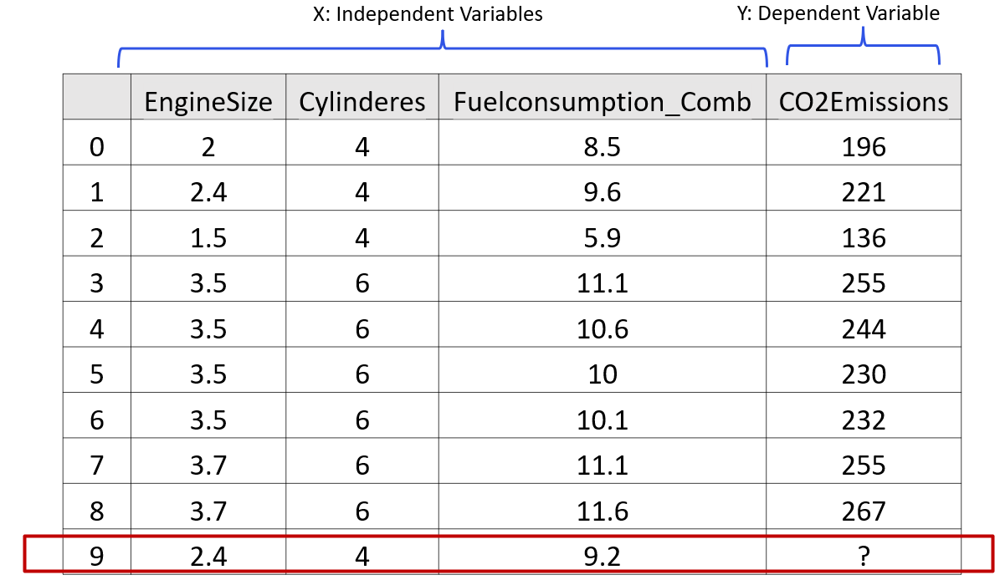 X: Independent Variables Y: Dependent Variable
EngineSize Cylinderes Fuelconsumption_Comb CO2Emissions
0 2 4 8.5 196
1 2.4 4 9.6 221
2 1.5 4 5.9 136
3 3.5 6 11.1 255
4 3.5 6 10.6 244
5 3.5 6 10 230
6 3.5 6 10.1 232
7 3.7 6 11.1 255
8 3.7 6 11.6 267
9 2.4 4 9.2 ?